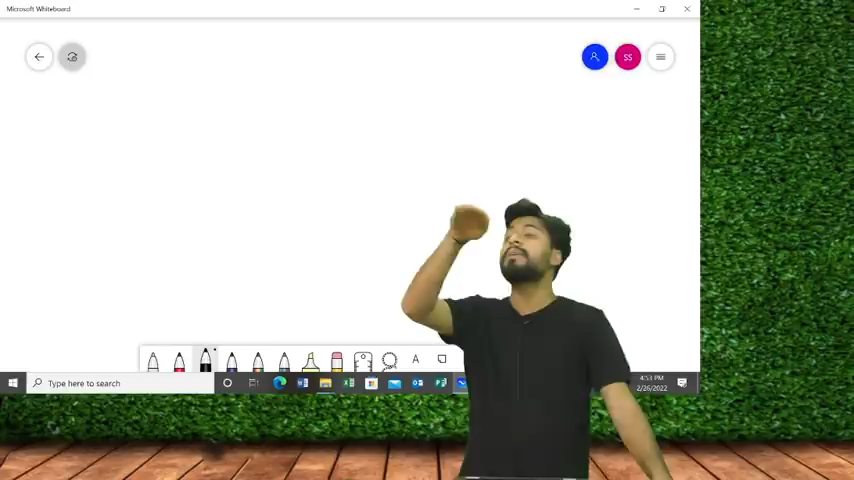 Microsoft Whiteboard
SS
A
Type here to search
4:53 PM
2/26/2022